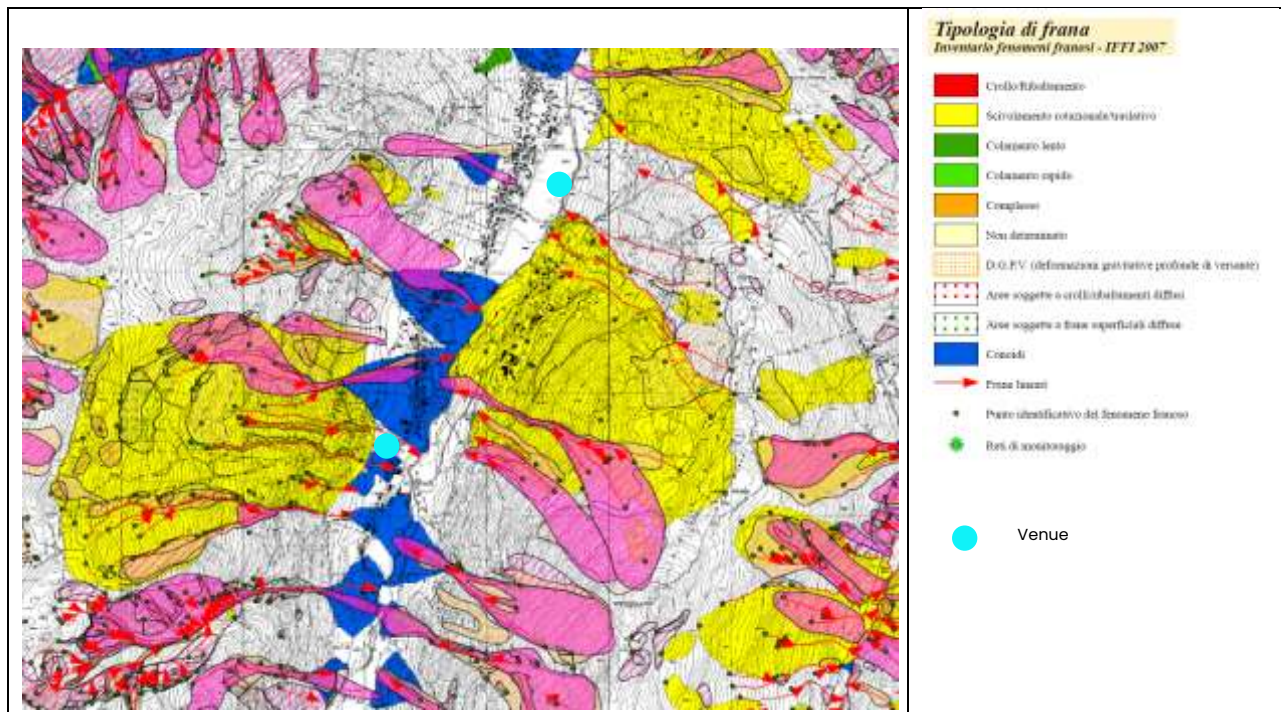 Tipologia di frana
Inventario fenomeni franosi - IFFI 2007
Crollo/Ribaltamento
Scivolamento rotazionale/traslativo
Colamento lento
Colamento rapido
Complesso
Non determinato
D.G.P.V. (deformazioni gravitative profonde di versante)
Aree soggette a crolli/ribaltamenti diffusi
Aree soggette a frane superficiali diffuse
Conoidi
Frane lineari
Punto identificativo del fenomeno franoso
Reti di monitoraggio
Venue